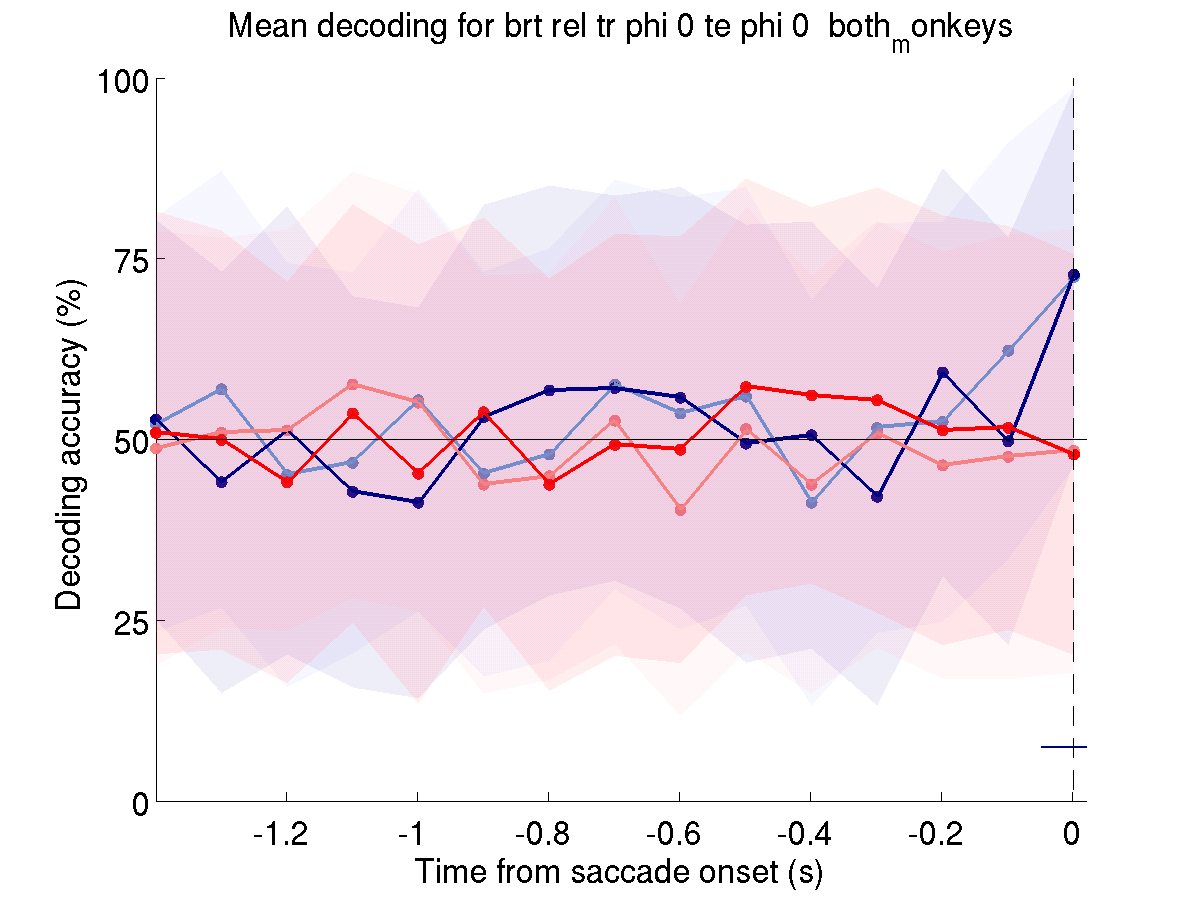 Mean decoding for brt rel tr phi 0 te phi 0  both_monkeys
100
75
50
25
0
Decoding accuracy (%)
-1.2 -1 -0.8 -0.6 -0.4 -0.2 0
Time from saccade onset (s)